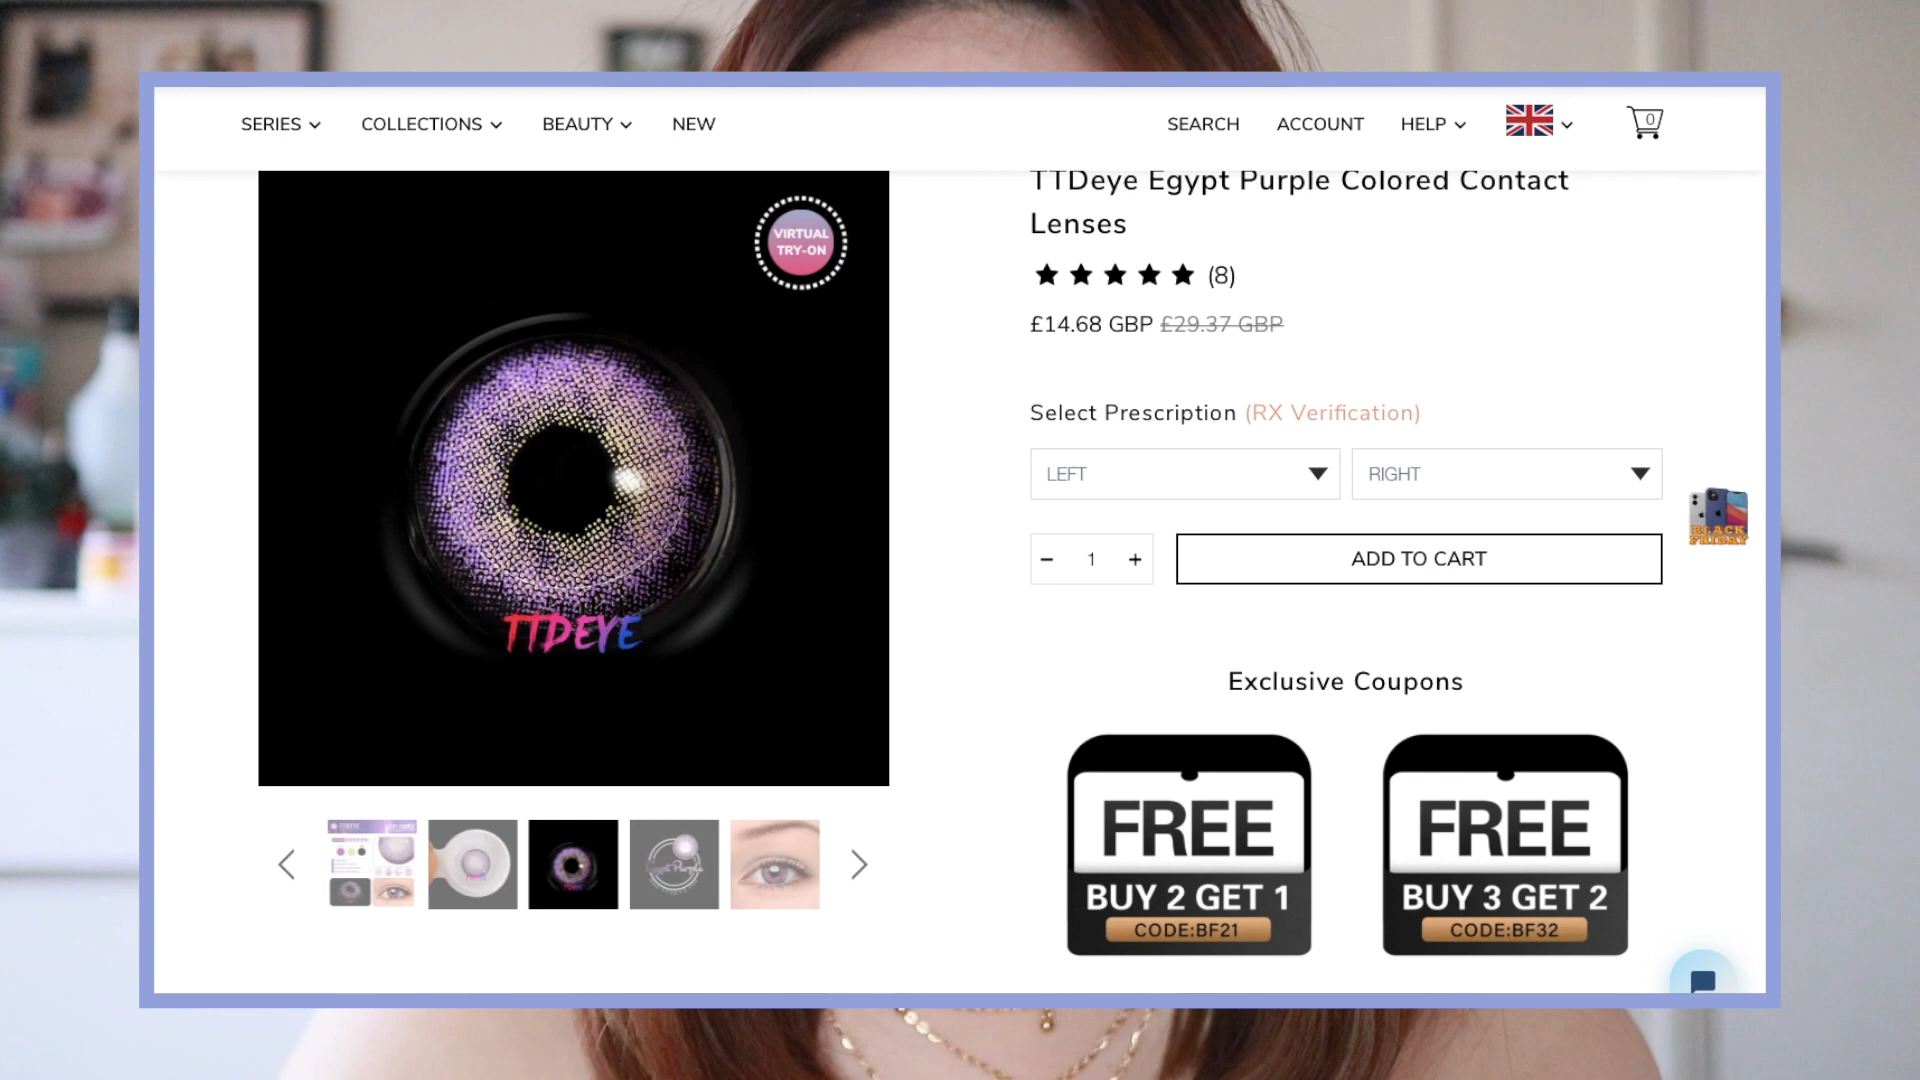 SERIES
COLLECTIONS
BEAUTY
NEW
SEARCH
ACCOUNT
HELP
0
VIRTUAL
TRY-ON
TTDEYE
TTDeye Egypt Purple Colored Contact
Lenses
(8)
£14.68 GBP £29.37 GBP
Select Prescription (RX Verification)
LEFT
RIGHT
1
ADD TO CART
BLACK
FRIDAY
Exclusive Coupons
FREE
BUY 2 GET 1
CODE:BF21
FREE
BUY 3 GET 2
CODE:BF32